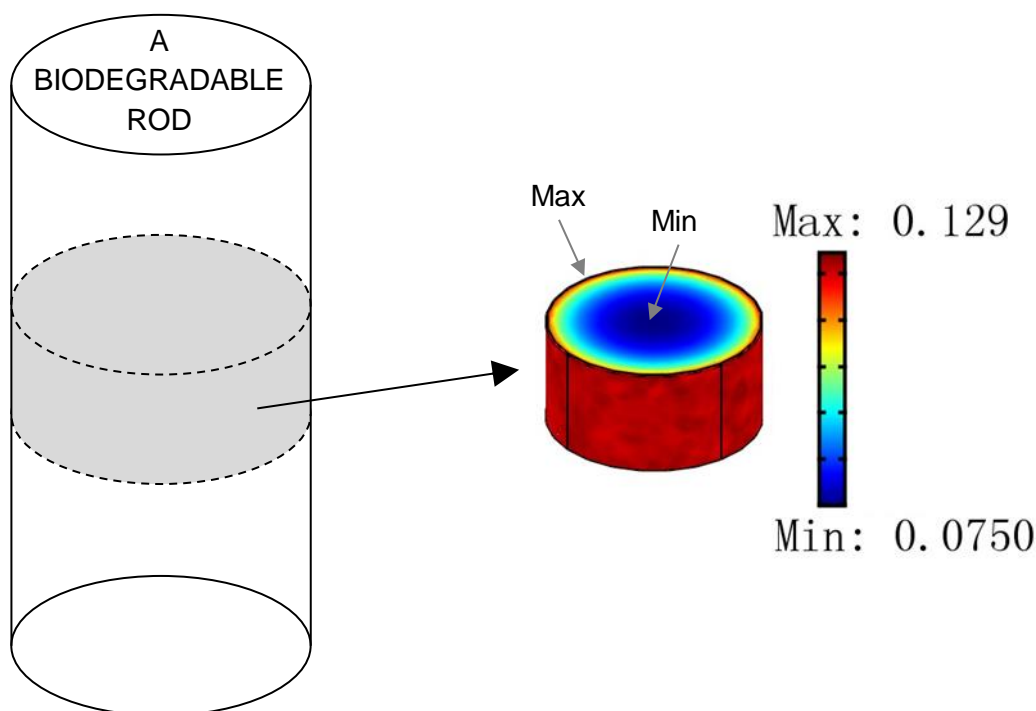 A
BIODEGRADABLE
ROD
Max
Min
Max: 0.129
Min: 0.0750